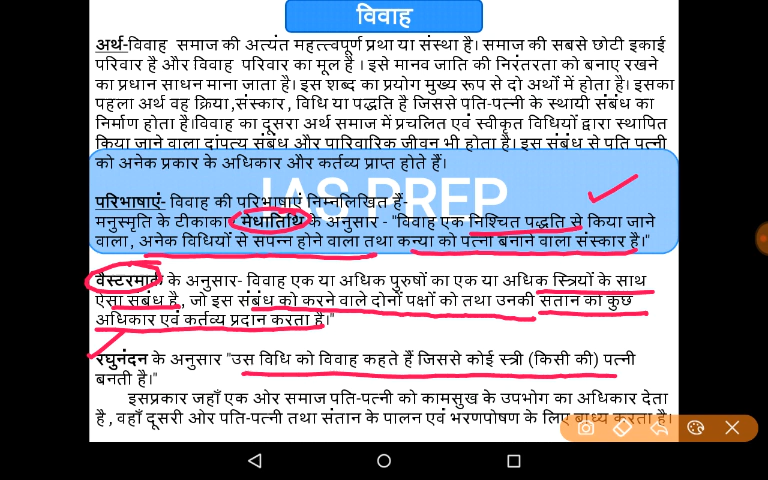 विवाह
अर्थ-विवाह समाज की अत्यंत महत्त्वपूर्ण प्रथा या संस्था है। समाज की सबसे छोटी इकाई
परिवार है और विवाह परिवार का मूल है । इसे मानव जाति की निरंतरता को बनाए रखने
का प्रधान साधन माना जाता है। इस शब्द का प्रयोग मुख्य रूप से दो अर्थों में होता है। इसका
पहला अर्थ वह क्रिया,संस्कार, विधि या पद्धति है जिससे पति-पत्नी के स्थायी संबंध का
निर्माण होता है।विवाह का दूसरा अर्थ समाज में प्रचलित एवं स्वीकृत विधियों द्वारा स्थापित
किया जाने वाला दांपत्य संबंध और पारिवारिक जीवन भी होता है। इस संबंध से पति पत्नी
को अनेक प्रकार के अधिकार और कर्तव्य प्राप्त होते हैं।
IAS PREP
परिभाषाएं- विवाह की परिभाषाएं निम्नलिखित हैं-
मनुस्मृति के टीकाकार मेधातिथि के अनुसार - "विवाह एक निश्चित पद्धति से किया जाने
वाला, अनेक विधियों से संपन्न होने वाला तथा कन्या को पत्नी बनाने वाला संस्कार है।"
वैस्टरमार्क के अनुसार- विवाह एक या अधिक पुरुषों का एक या अधिक स्त्रियों के साथ
ऐसा संबंध है, जो इस संबंध को करने वाले दोनों पक्षों को तथा उनकी संतान को कुछ
अधिकार एवं कर्तव्य प्रदान करता है।"
रघुनंदन के अनुसार "उस विधि को विवाह कहते हैं जिससे कोई स्त्री (किसी की) पत्नी
बनती है।"
इसप्रकार जहाँ एक ओर समाज पति-पत्नी को कामसुख के उपभोग का अधिकार देता
है, वहाँ दूसरी ओर पति-पत्नी तथा संतान के पालन एवं भरणपोषण के लिए बाध्य करता है।